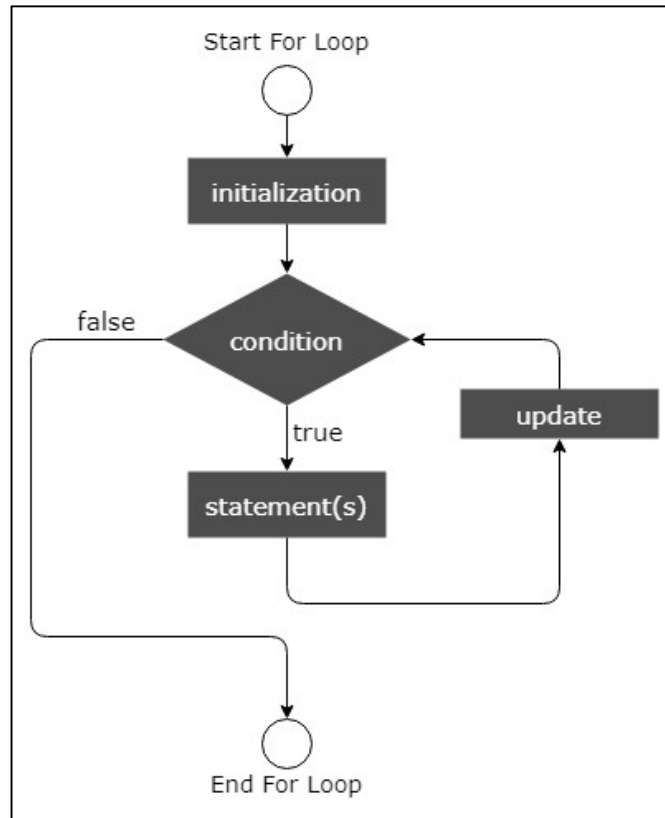 Start For Loop
initialization
condition
false
true
update
statement(s)
End For Loop